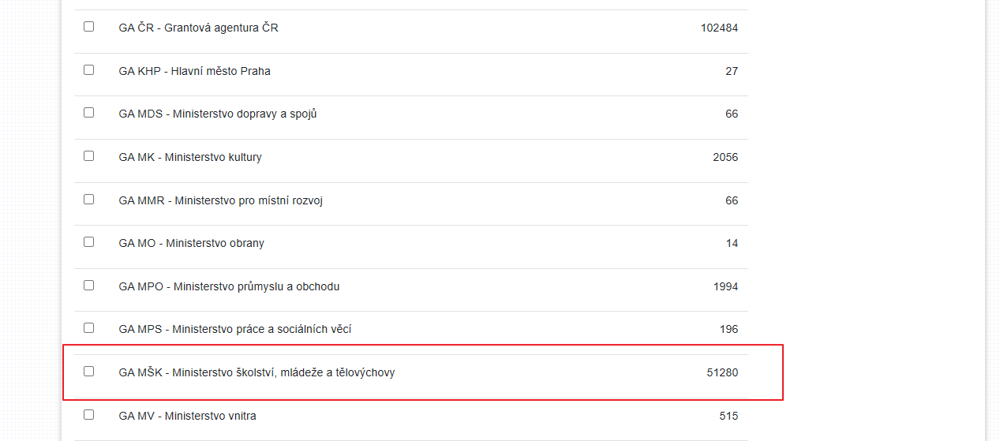 GA ČR - Grantová agentura ČR 102484
GA KHP - Hlavní město Praha 27
GA MDS - Ministerstvo dopravy a spojů 66
GA MK - Ministerstvo kultury 2056
GA MMR - Ministerstvo pro místní rozvoj 66
GA MO - Ministerstvo obrany 14
GA MPO - Ministerstvo průmyslu a obchodu 1994
GA MPS - Ministerstvo práce a sociálních věcí 196
GA MŠK - Ministerstvo školství, mládeže a tělovýchovy 51280
GA MV - Ministerstvo vnitra 515